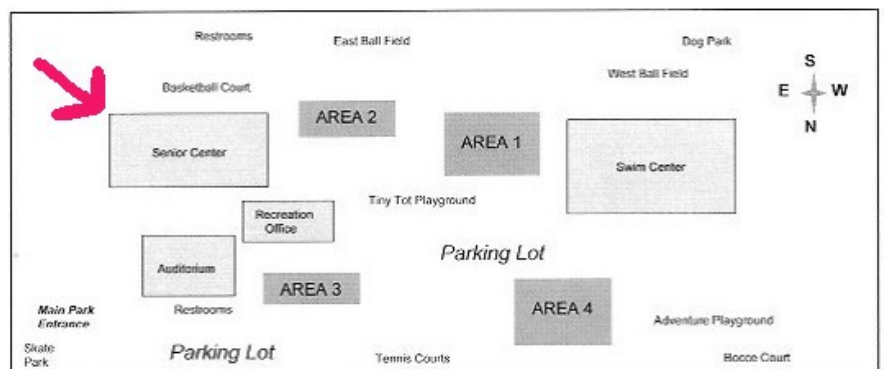 Restrooms
East Ball Field
Dog Park
S
West Ball Field
Basketball Court
E
W
N
AREA 2
AREA 1
Senior Center
Swim Center
Tiny Tot Playground
Recreation
Office
Parking Lot
Auditorium
AREA 3
AREA 4
Main Park
Entrance
Restrooms
Adventure Playground
Skate
Park
Parking Lot
Tennis Courts
Bocce Court